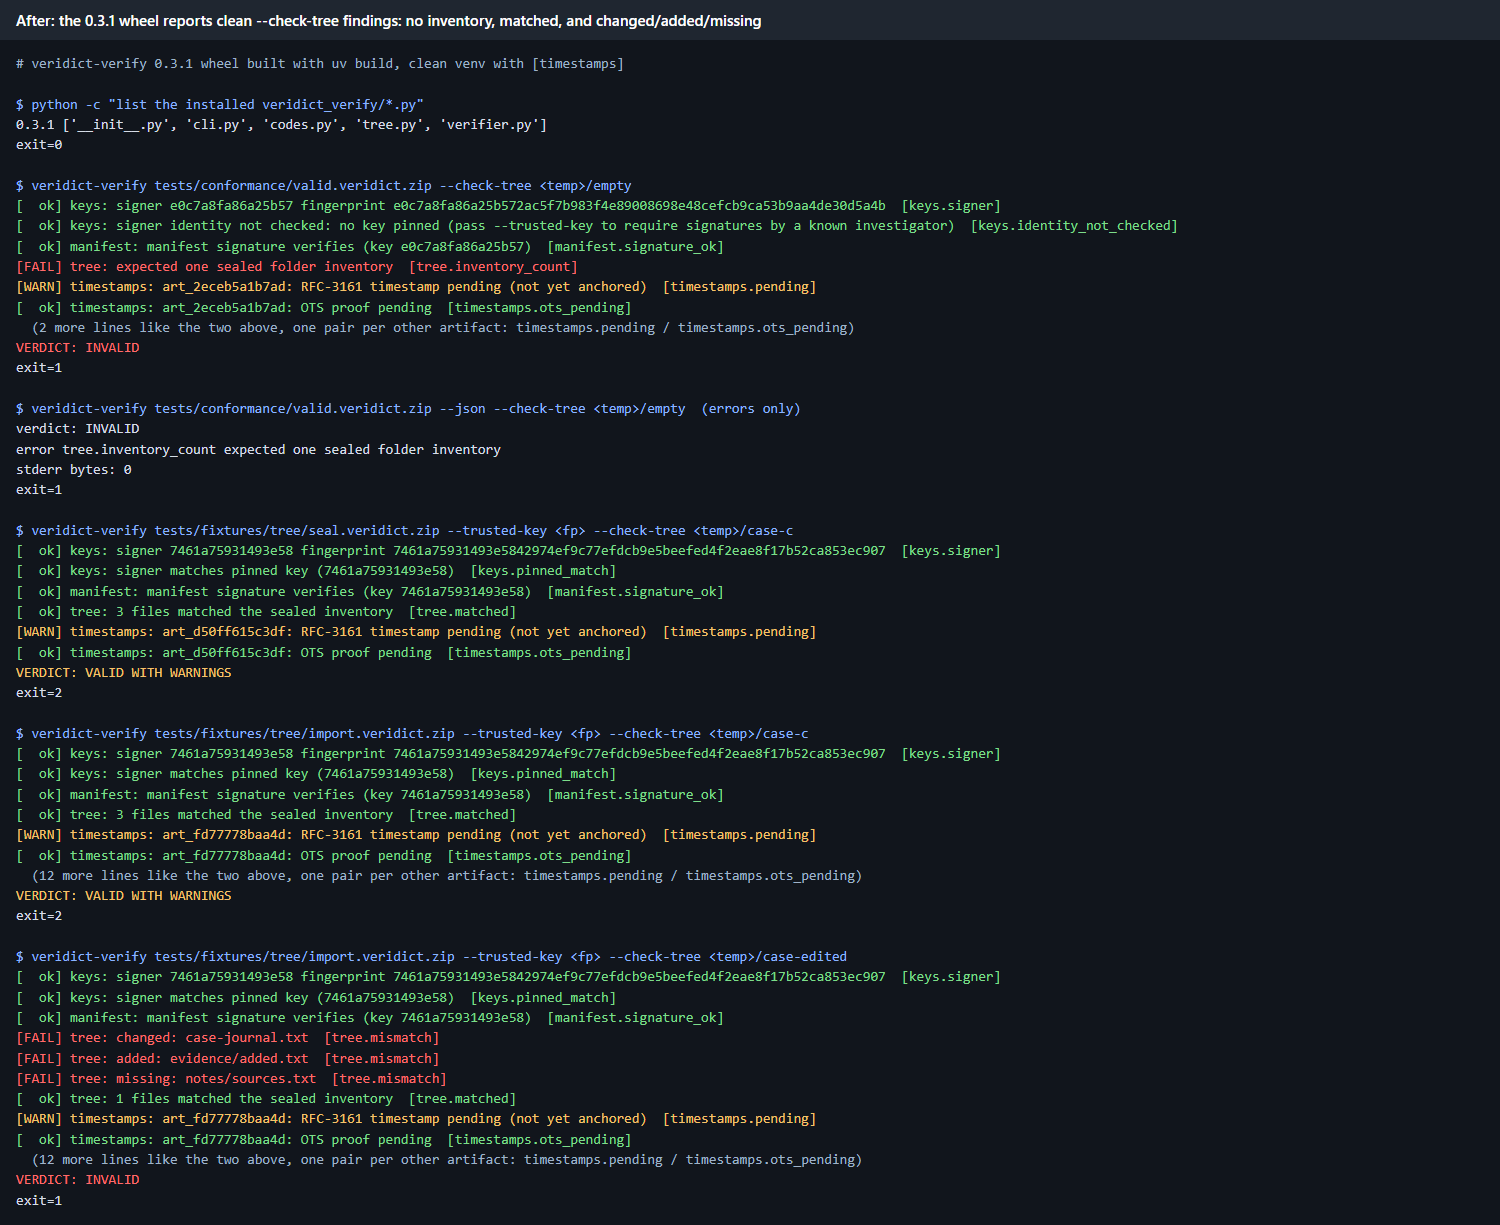 After: the 0.3.1 wheel reports clean --check-tree findings: no inventory, matched, and changed/added/missing
# veridict-verify 0.3.1 wheel built with uv build, clean venv with [timestamps]
$ python -c "list the installed veridict_verify/*.py"
0.3.1 ['__init__.py', 'cli.py', 'codes.py', 'tree.py', 'verifier.py']
exit=0
$ veridict-verify tests/conformance/valid.veridict.zip --check-tree <temp>/empty
[  ok] keys: signer e0c7a8fa86a25b57 fingerprint e0c7a8fa86a25b572ac5f7b983f4e89008698e48cefcb9ca53b9aa4de30d5a4b  [keys.signer]
[  ok] keys: signer identity not checked: no key pinned (pass --trusted-key to require signatures by a known investigator)  [keys.identity_not_checked]
[  ok] manifest: manifest signature verifies (key e0c7a8fa86a25b57)  [manifest.signature_ok]
[FAIL] tree: expected one sealed folder inventory  [tree.inventory_count]
[WARN] timestamps: art_2eceb5a1b7ad: RFC-3161 timestamp pending (not yet anchored)  [timestamps.pending]
[  ok] timestamps: art_2eceb5a1b7ad: OTS proof pending  [timestamps.ots_pending]
(2 more lines like the two above, one pair per other artifact: timestamps.pending / timestamps.ots_pending)
VERDICT: INVALID
exit=1
$ veridict-verify tests/conformance/valid.veridict.zip --json --check-tree <temp>/empty  (errors only)
verdict: INVALID
error tree.inventory_count expected one sealed folder inventory
stderr bytes: 0
exit=1
$ veridict-verify tests/fixtures/tree/seal.veridict.zip --trusted-key <fp> --check-tree <temp>/case-c
[  ok] keys: signer 7461a75931493e58 fingerprint 7461a75931493e5842974ef9c77efdcb9e5beefed4f2eae8f17b52ca853ec907  [keys.signer]
[  ok] keys: signer matches pinned key (7461a75931493e58)  [keys.pinned_match]
[  ok] manifest: manifest signature verifies (key 7461a75931493e58)  [manifest.signature_ok]
[  ok] tree: 3 files matched the sealed inventory  [tree.matched]
[WARN] timestamps: art_d50ff615c3df: RFC-3161 timestamp pending (not yet anchored)  [timestamps.pending]
[  ok] timestamps: art_d50ff615c3df: OTS proof pending  [timestamps.ots_pending]
VERDICT: VALID WITH WARNINGS
exit=2
$ veridict-verify tests/fixtures/tree/import.veridict.zip --trusted-key <fp> --check-tree <temp>/case-c
[  ok] keys: signer 7461a75931493e58 fingerprint 7461a75931493e5842974ef9c77efdcb9e5beefed4f2eae8f17b52ca853ec907  [keys.signer]
[  ok] keys: signer matches pinned key (7461a75931493e58)  [keys.pinned_match]
[  ok] manifest: manifest signature verifies (key 7461a75931493e58)  [manifest.signature_ok]
[  ok] tree: 3 files matched the sealed inventory  [tree.matched]
[WARN] timestamps: art_fd77778baa4d: RFC-3161 timestamp pending (not yet anchored)  [timestamps.pending]
[  ok] timestamps: art_fd77778baa4d: OTS proof pending  [timestamps.ots_pending]
(12 more lines like the two above, one pair per other artifact: timestamps.pending / timestamps.ots_pending)
VERDICT: VALID WITH WARNINGS
exit=2
$ veridict-verify tests/fixtures/tree/import.veridict.zip --trusted-key <fp> --check-tree <temp>/case-edited
[  ok] keys: signer 7461a75931493e58 fingerprint 7461a75931493e5842974ef9c77efdcb9e5beefed4f2eae8f17b52ca853ec907  [keys.signer]
[  ok] keys: signer matches pinned key (7461a75931493e58)  [keys.pinned_match]
[  ok] manifest: manifest signature verifies (key 7461a75931493e58)  [manifest.signature_ok]
[FAIL] tree: changed: case-journal.txt  [tree.mismatch]
[FAIL] tree: added: evidence/added.txt  [tree.mismatch]
[FAIL] tree: missing: notes/sources.txt  [tree.mismatch]
[  ok] tree: 1 files matched the sealed inventory  [tree.matched]
[WARN] timestamps: art_fd77778baa4d: RFC-3161 timestamp pending (not yet anchored)  [timestamps.pending]
[  ok] timestamps: art_fd77778baa4d: OTS proof pending  [timestamps.ots_pending]
(12 more lines like the two above, one pair per other artifact: timestamps.pending / timestamps.ots_pending)
VERDICT: INVALID
exit=1